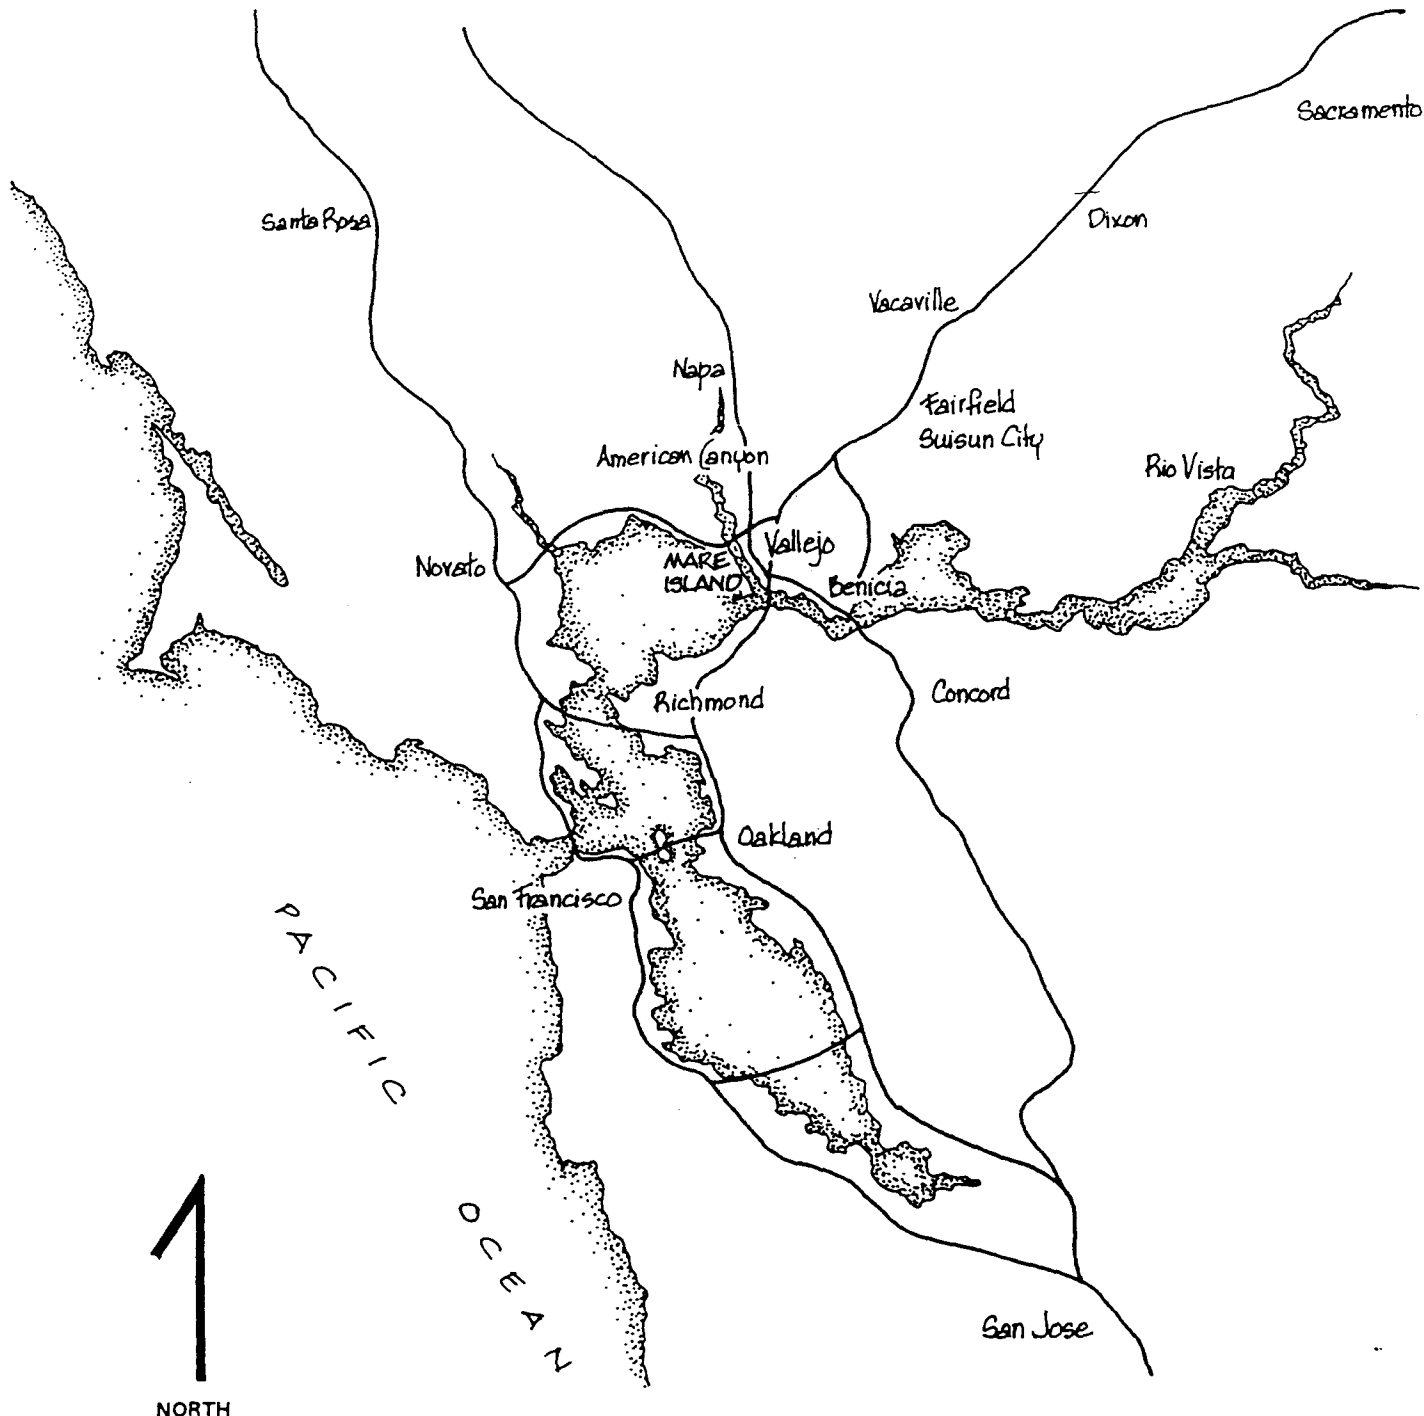 Sacramento
Santa Rosa
Dixon
Vacaville
Napa
Fairfield
Suisun City
American Canyon
Rio Vista
Vallejo
Novato
MARE
ISLAND
Benicia
Richmond
Concord
Oakland
San Francisco
PACIFIC
OCEAN
San Jose
NORTH